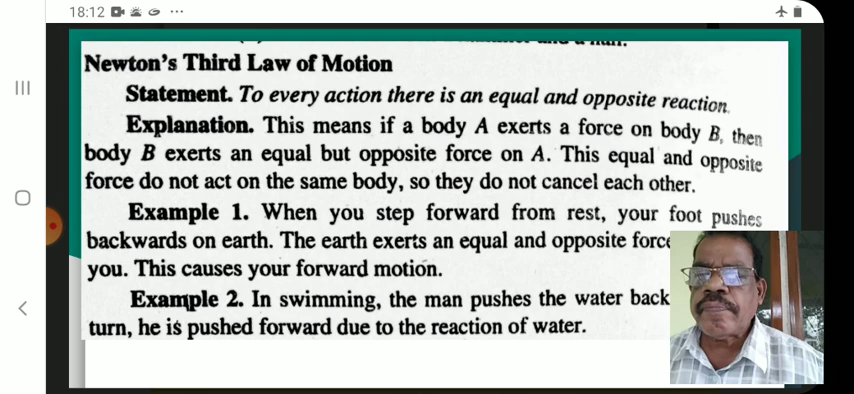 18:12
Newton's Third Law of Motion
Statement. To every action there is an equal and opposite reaction.
Explanation. This means if a body A exerts a force on body B, then
body B exerts an equal but opposite force on A. This equal and opposite
force do not act on the same body, so they do not cancel each other.
Example 1. When you step forward from rest, your foot pushes
backwards on earth. The earth exerts an equal and opposite force
you. This causes your forward motion.
Example 2. In swimming, the man pushes the water back
turn, he is pushed forward due to the reaction of water.